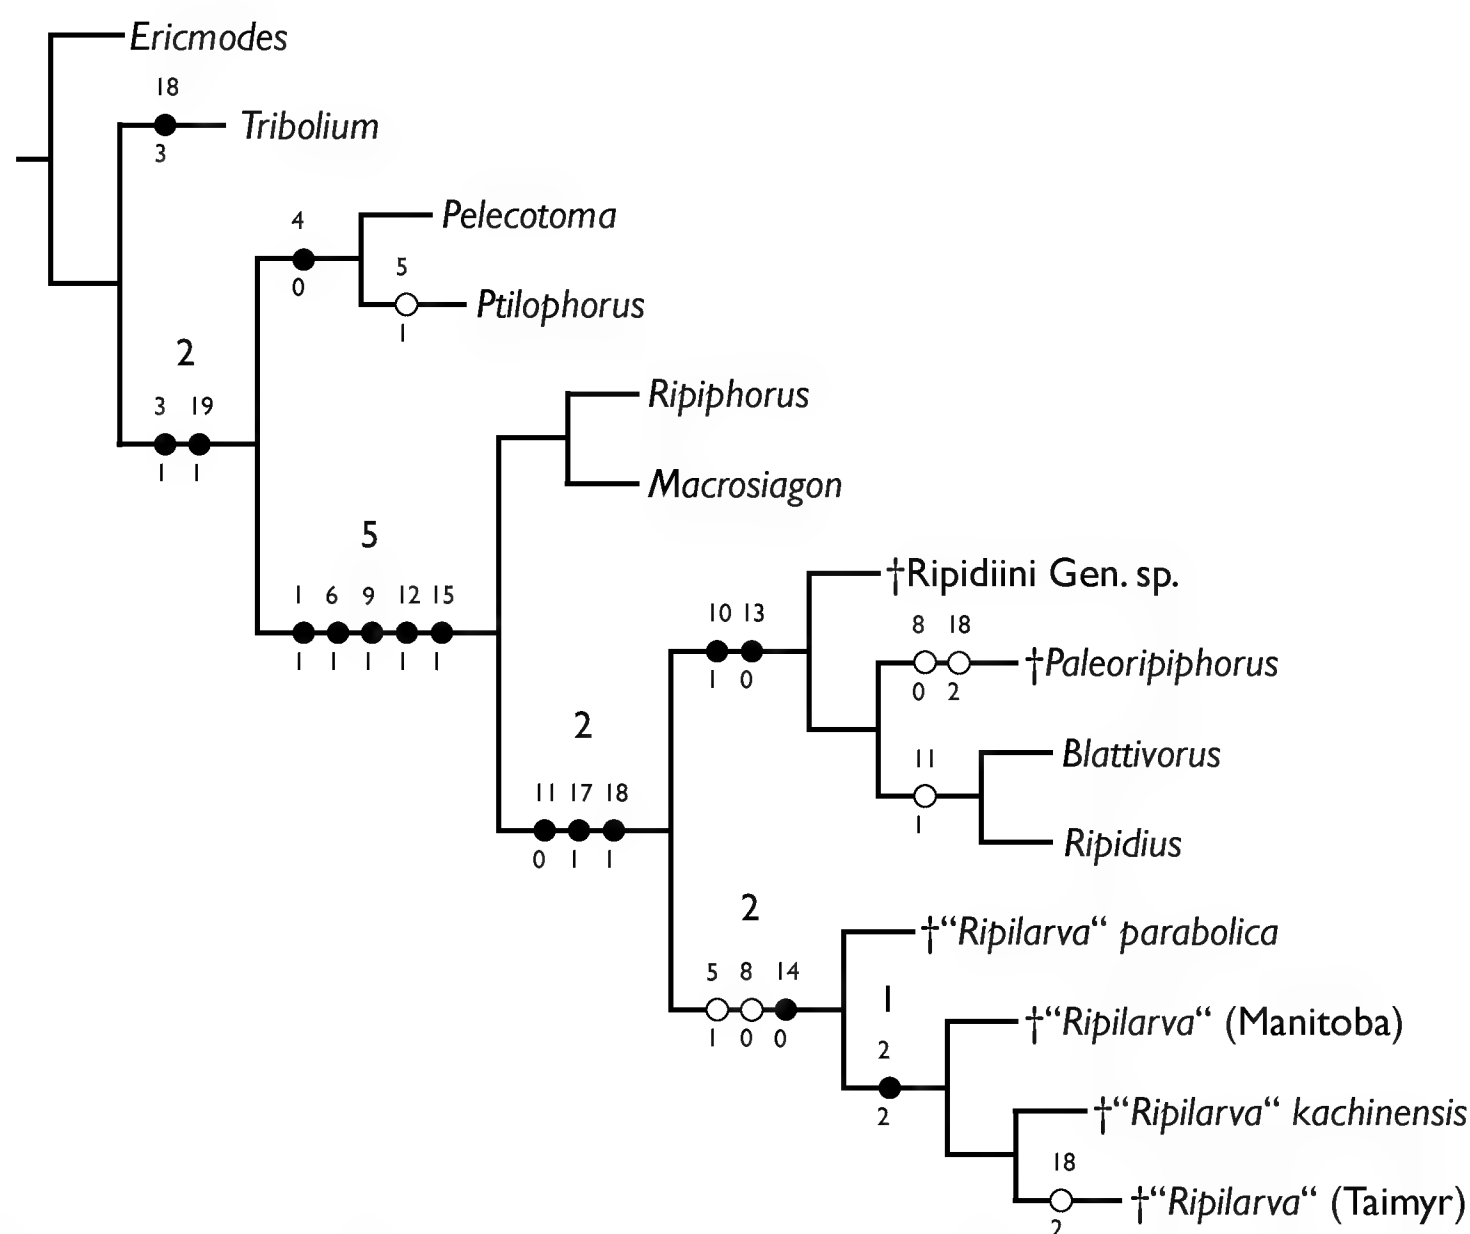 Ericmodes
18
Tribolium
3
4
Pelecotoma
0
5
Ptilophorus
1
2
3 19
1 1
Ripiphorus
Macrosiagon
5
1 6 9 12 15
1 1 1 1 1
†Ripidiini Gen. sp.
10 13
1 0
8 18
†Paleoripiphorus
0 2
2
11 17 18
0 1 1
11
Blattivorus
1
Ripidius
2
5 8 14
1 0 0
†“Ripilarva“ parabolica
1
2
2
†“Ripilarva“ (Manitoba)
†“Ripilarva“ kachinensis
18
†“Ripilarva“ (Taimyr)
2